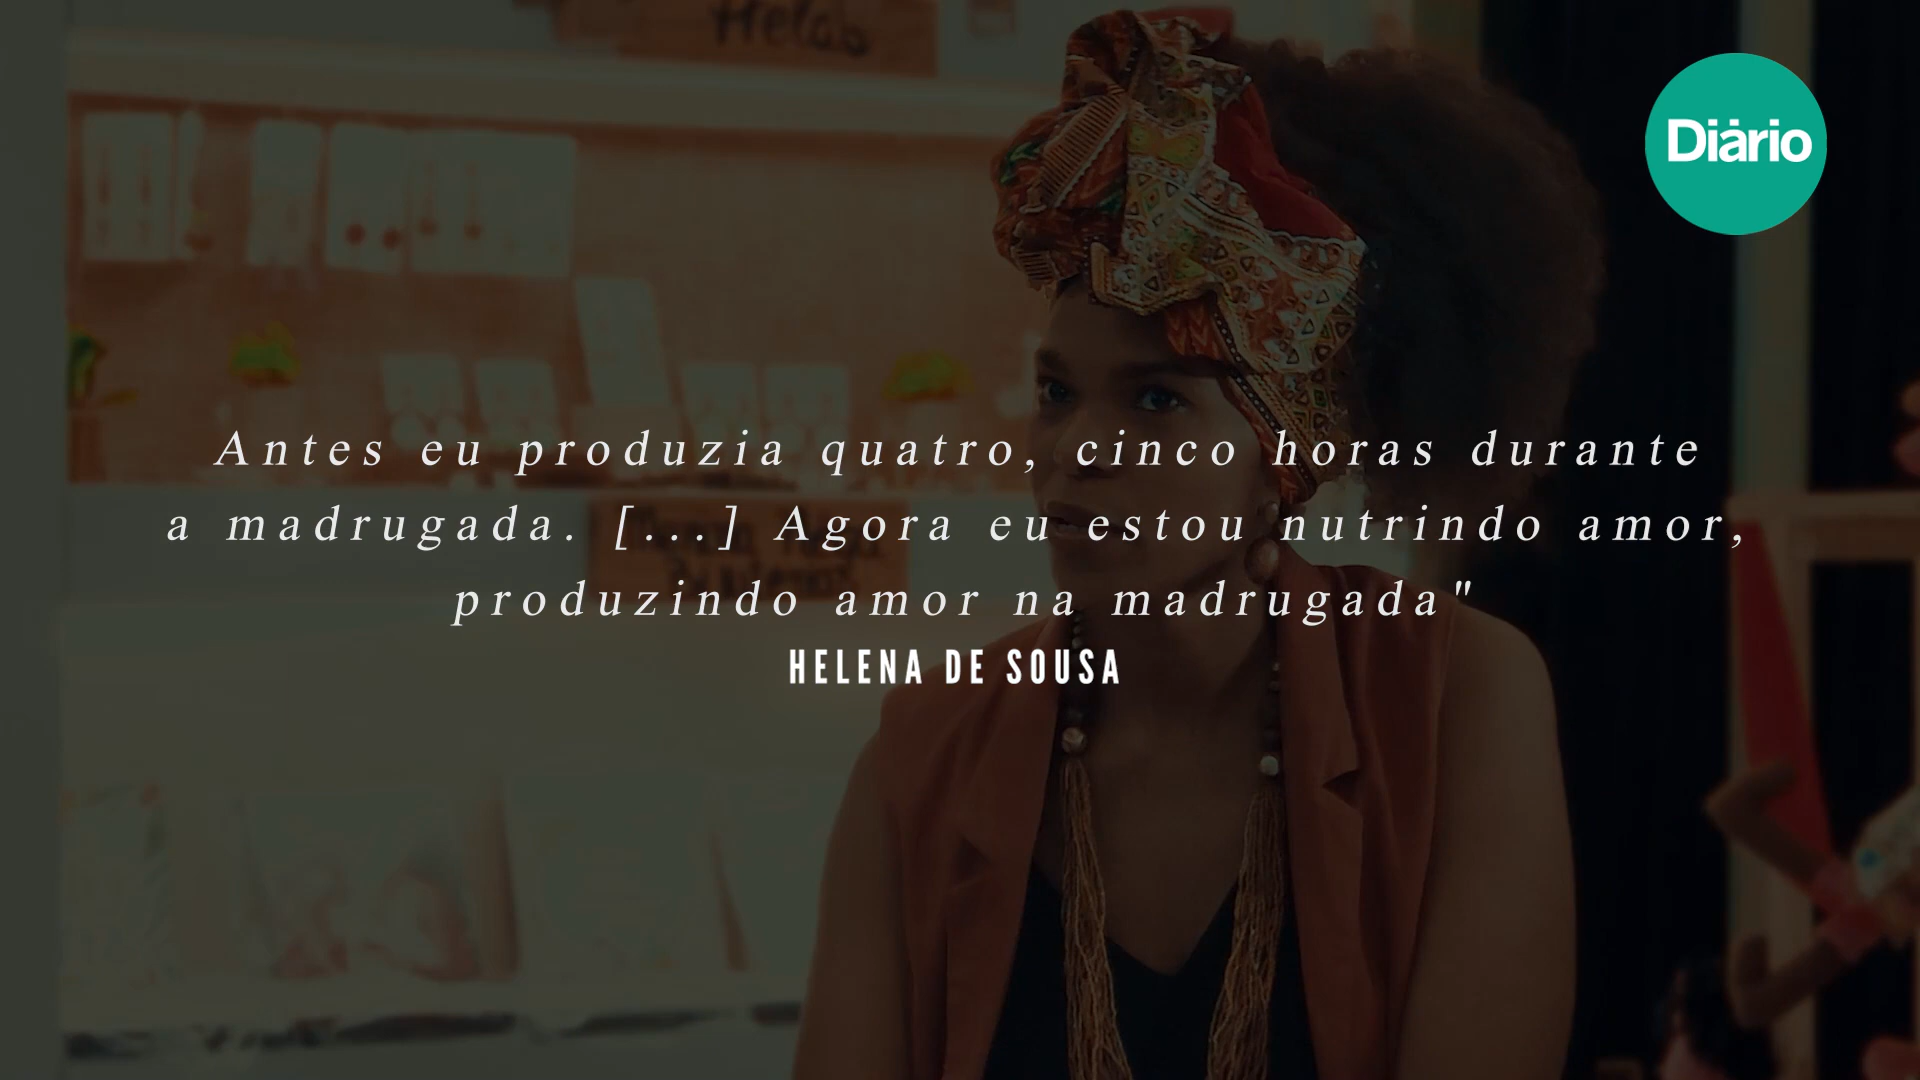 Helab
Diário
Antes eu produzia quatro, cinco horas durante
a madrugada. [...] Agora eu estou nutrindo amor,
produzindo amor na madrugada"
HELENA DE SOUSA